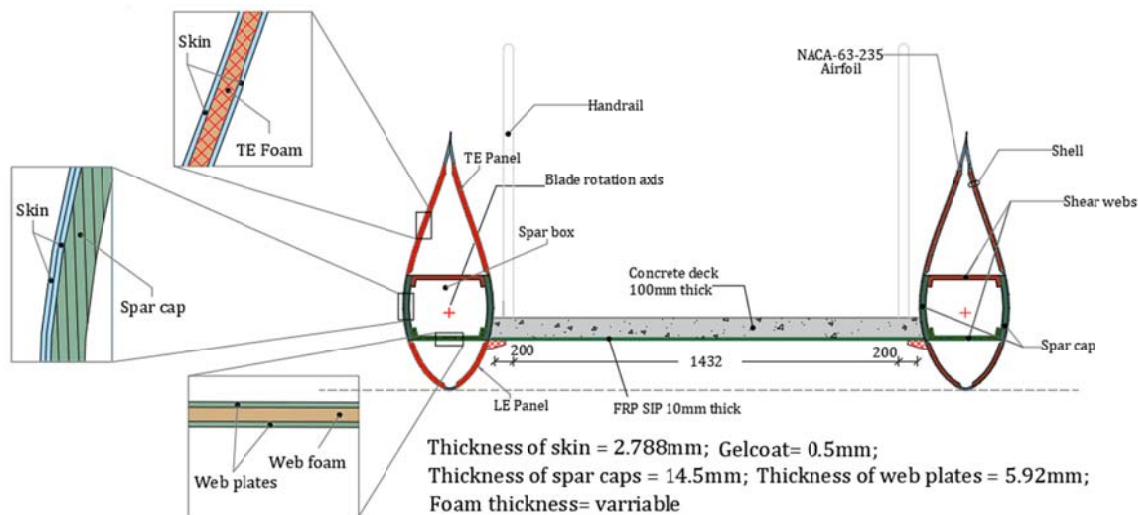 Skin
TE Foam
Skin
Spar cap
Handrail
TE Panel
Blade rotation axis
Spar box
NACA-63-235
Airfoil
Shell
Shear webs
Concrete deck
100mm thick
Spar cap
200
1432
200
LE Panel
FRP SIP 10mm thick
Web foam
Web plates
Thickness of skin = 2.788mm; Gelcoat= 0.5mm;
Thickness of spar caps = 14.5mm; Thickness of web plates = 5.92mm;
Foam thickness= varriable